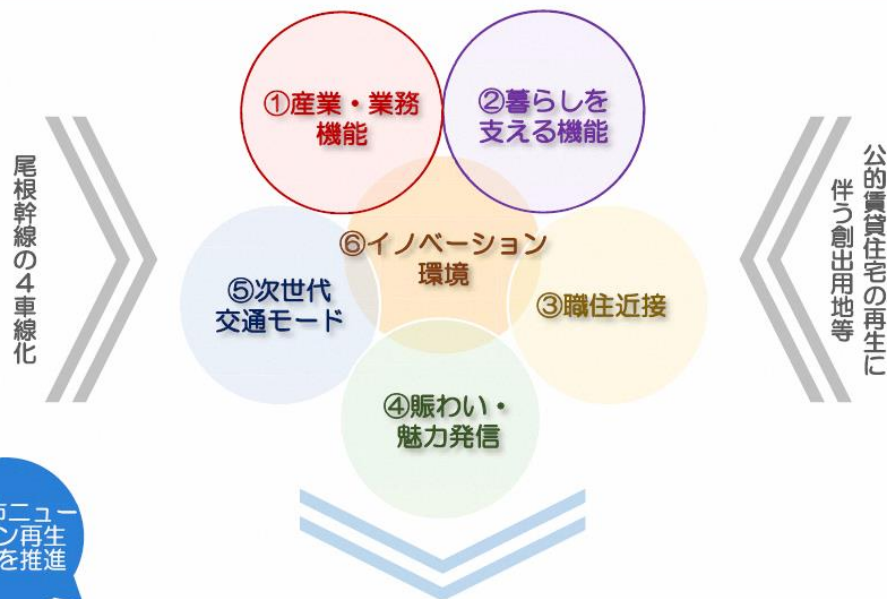 ①産業・業務
機能
②暮らしを
支える機能
尾根幹線の４車線化
公的賃貸住宅の再生に
伴う創出用地等
⑥イノベーション
環境
⑤次世代
交通モード
③職住近接
④賑わい・
魅力発信
ニュー
ン再生
を推進